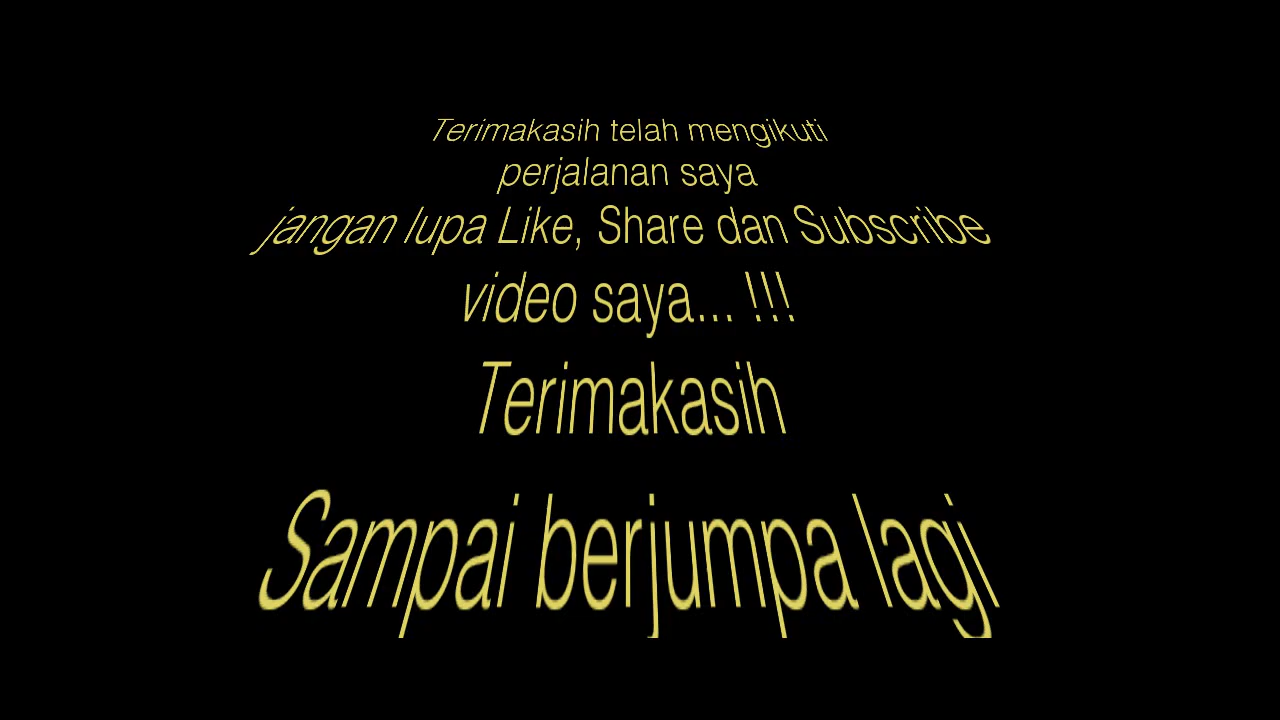 Terimakasih telah mengikuti
perjalanan saya
jangan lupa Like, Share dan Subscribe
video saya... !!!
Terimakasih
Sampai berjumpa lagi